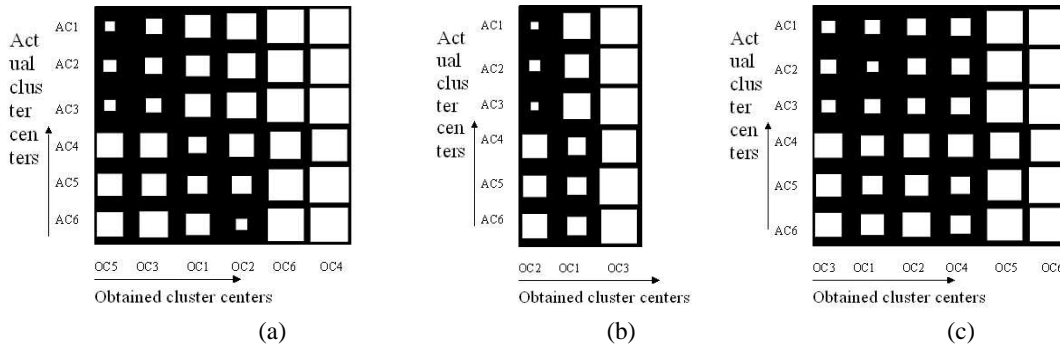 Act
ual
clus
ter
cen
ters
AC1
AC2
AC3
AC4
AC5
AC6
OC5 OC3 OC1 OC2 OC6 OC4
Obtained cluster centers
(a)
Act
ual
clus
ter
cen
ters
AC1
AC2
AC3
AC4
AC5
AC6
OC2 OC1 OC3
Obtained cluster centers
(b)
Act
ual
clus
ter
cen
ters
AC1
AC2
AC3
AC4
AC5
AC6
OC3 OC1 OC2 OC4 OC5 OC6
Obtained cluster centers
(c)